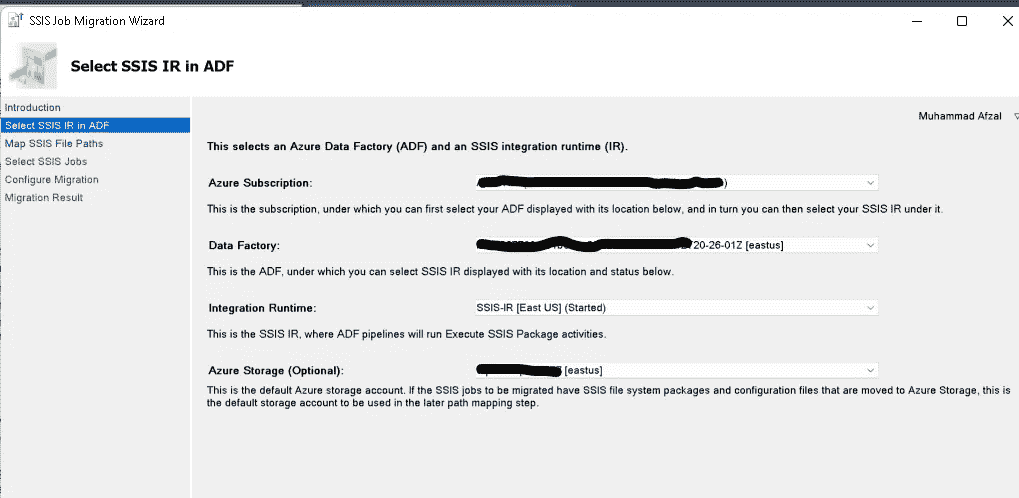 SSIS Job Migration Wizard
Select SSIS IR in ADF
Introduction
Select SSIS IR in ADF
Map SSIS File Paths
Select SSIS Jobs
Configure Migration
Migration Result
Muhammad Afzal
This selects an Azure Data Factory (ADF) and an SSIS integration runtime (IR).
Azure Subscription:
)
This is the subscription, under which you can first select your ADF displayed with its location below, and in turn you can then select your SSIS IR under it.
Data Factory:
20-26-01Z [eastus]
This is the ADF, under which you can select SSIS IR displayed with its location and status below.
Integration Runtime:
SSIS-IR [East US] (Started)
This is the SSIS IR, where ADF pipelines will run Execute SSIS Package activities.
Azure Storage (Optional):
[eastus]
This is the default Azure storage account. If the SSIS jobs to be migrated have SSIS file system packages and configuration files that are moved to Azure Storage, this is
the default storage account to be used in the later path mapping step.